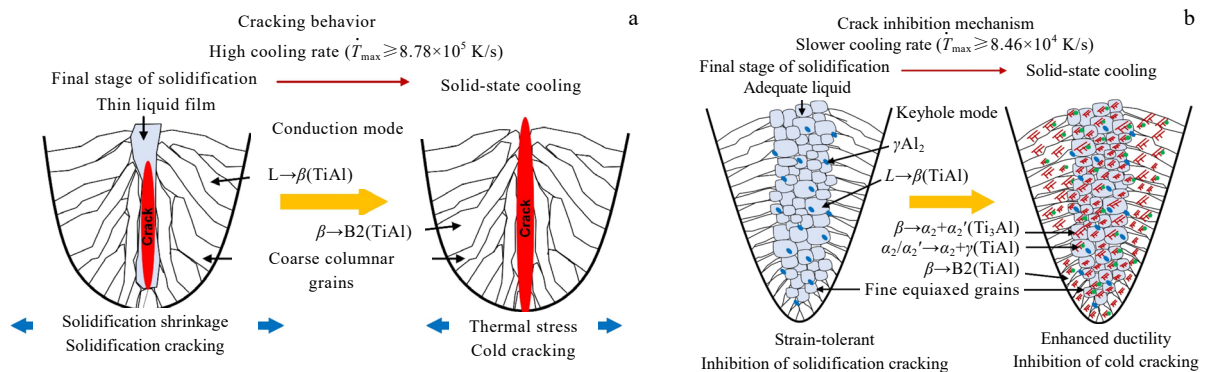 a
Cracking behavior
High cooling rate (Ṫmax≥8.78×10⁵ K/s)
Final stage of solidification
Solid-state cooling
Thin liquid film
Conduction mode
L→β(TiAl)
β→B2(TiAl)
Coarse columnar
grains
Crack
Crack
Solidification shrinkage
Solidification cracking
Thermal stress
Cold cracking
b
Crack inhibition mechanism
Slower cooling rate (Ṫmax≥8.46×10⁴ K/s)
Final stage of solidification
Solid-state cooling
Adequate liquid
Keyhole mode
γAl₂
L→β(TiAl)
β→α₂+α₂′(Ti₃Al)
α₂/α₂′→α₂+γ(TiAl)
β→B2(TiAl)
Fine equiaxed grains
Strain-tolerant
Inhibition of solidification cracking
Enhanced ductility
Inhibition of cold cracking